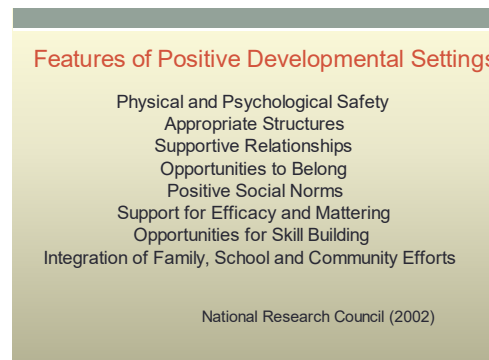 Features of Positive Developmental Settings
Physical and Psychological Safety
Appropriate Structures
Supportive Relationships
Opportunities to Belong
Positive Social Norms
Support for Efficacy and Mattering
Opportunities for Skill Building
Integration of Family, School and Community Efforts
National Research Council (2002)